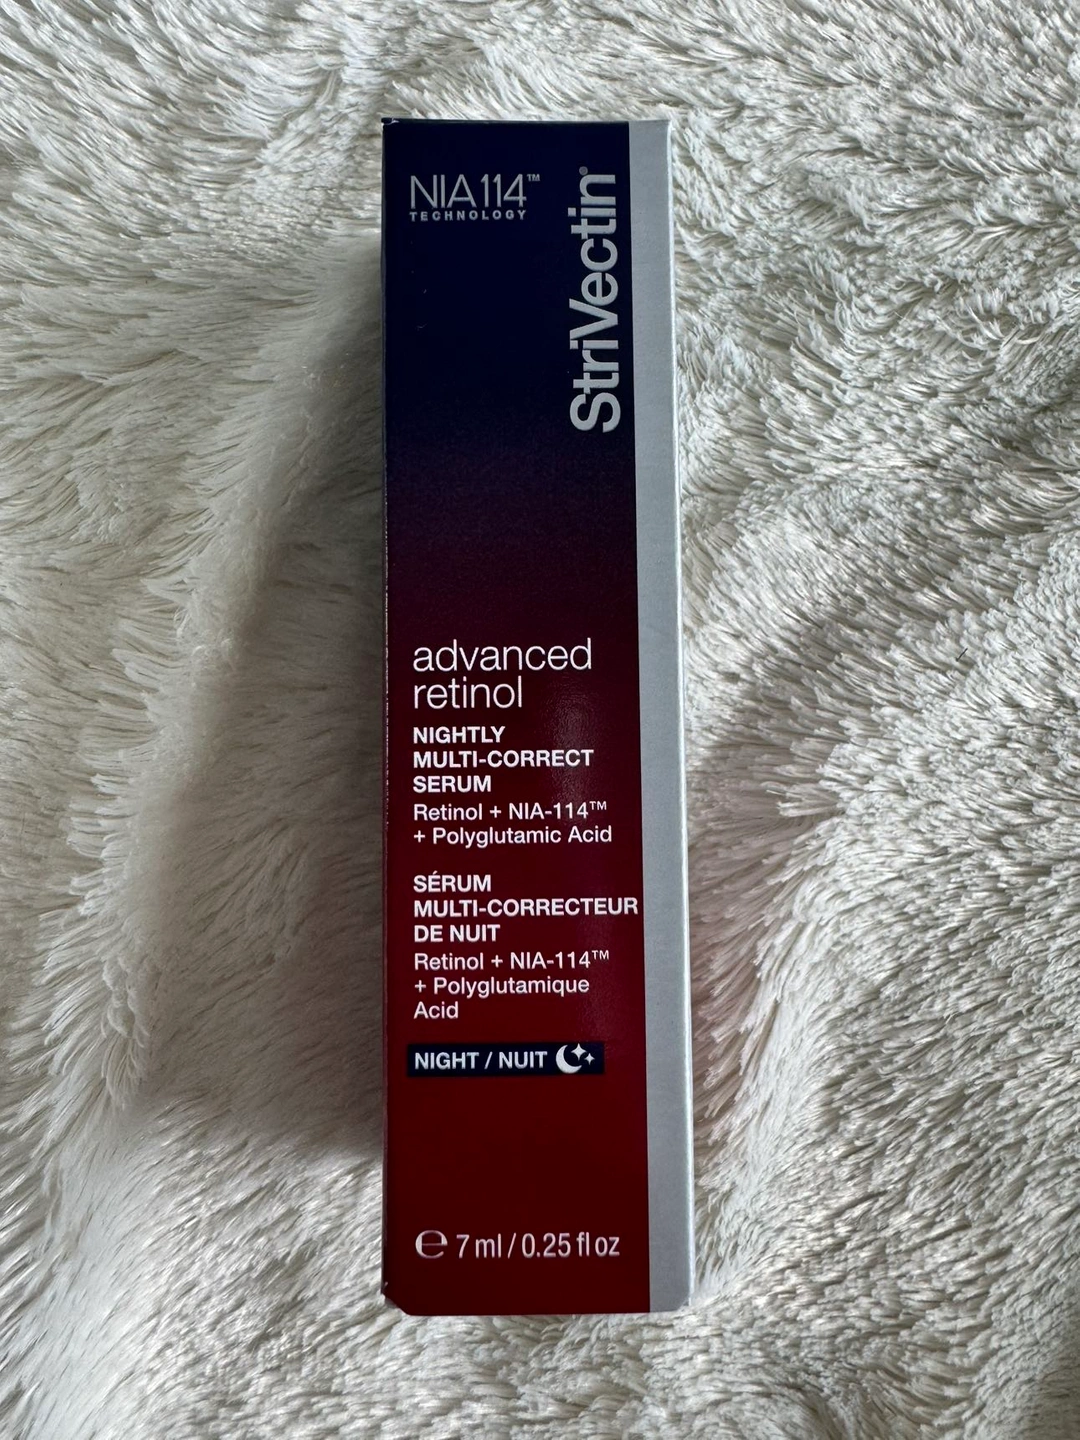 NIA114™
TECHNOLOGY
StriVectin®
advanced
retinol
NIGHTLY
MULTI-CORRECT
SERUM
Retinol + NIA-114™
+ Polyglutamic Acid
SÉRUM
MULTI-CORRECTEUR
DE NUIT
Retinol + NIA-114™
+ Polyglutamique
Acid
NIGHT / NUIT
℮ 7 ml / 0.25 fl oz